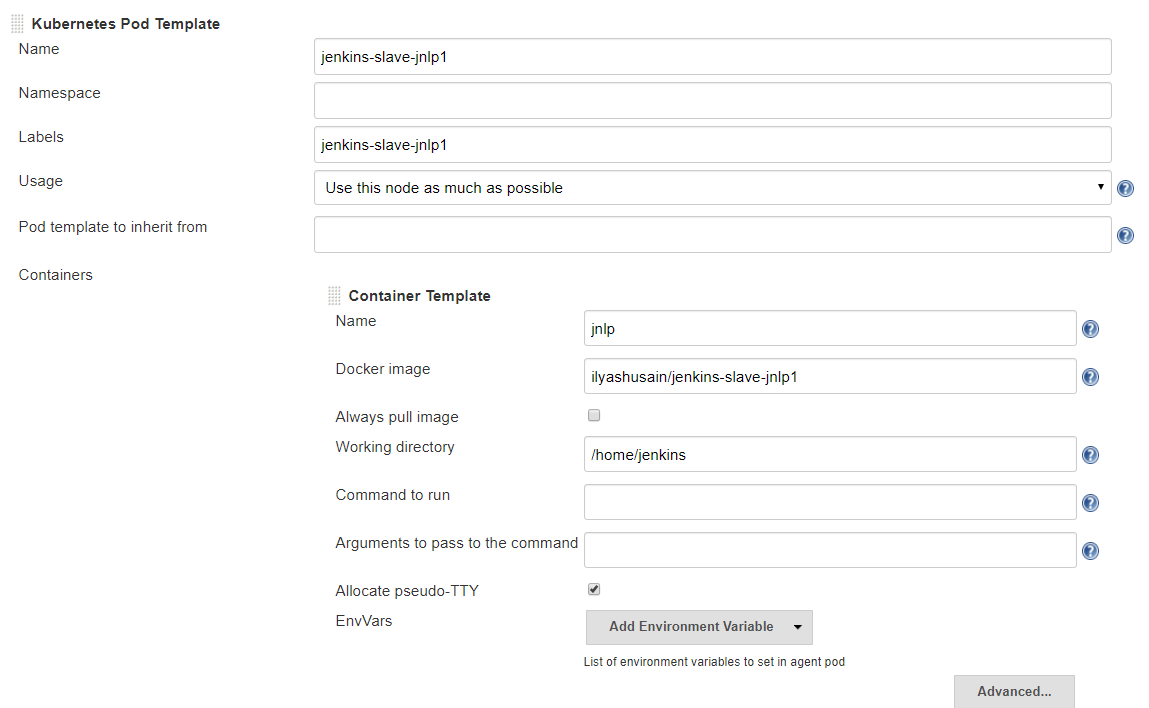 Kubernetes Pod Template
Name
jenkins-slave-jnlp1
Namespace
Labels
jenkins-slave-jnlp1
Usage
Use this node as much as possible
Pod template to inherit from
Containers
Container Template
Name
jnlp
Docker image
ilyashusain/jenkins-slave-jnlp1
Always pull image
Working directory
/home/jenkins
Command to run
Arguments to pass to the command
Allocate pseudo-TTY
EnvVars
Add Environment Variable
List of environment variables to set in agent pod
Advanced...